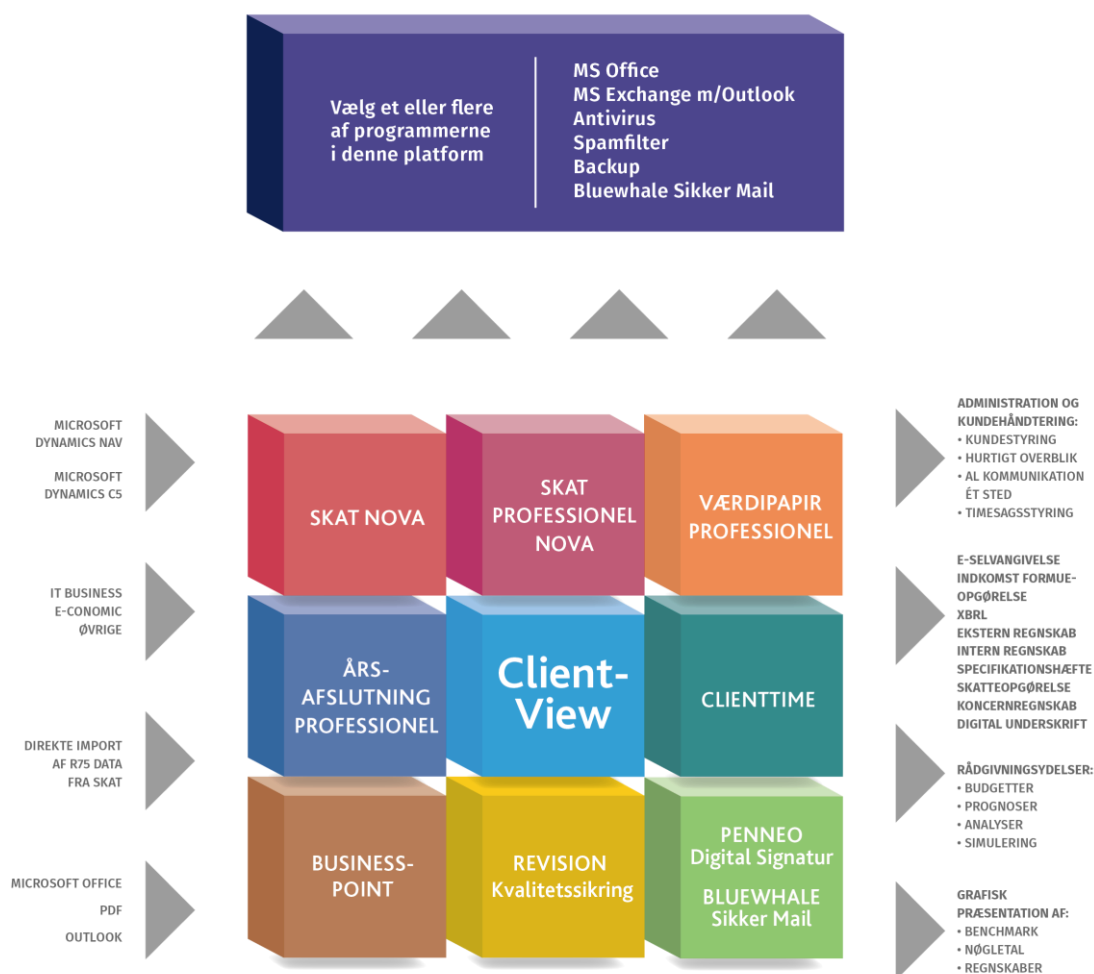 Vælg et eller flere
af programmerne
i denne platform
MS Office
MS Exchange m/Outlook
Antivirus
Spamfilter
Backup
Bluewhale Sikker Mail
MICROSOFT
DYNAMICS NAV
MICROSOFT
DYNAMICS C5
IT BUSINESS
E-CONOMIC
ØVRIGE
DIREKTE IMPORT
AF R75 DATA
FRA SKAT
MICROSOFT OFFICE
PDF
OUTLOOK
SKAT NOVA
SKAT
PROFESSIONEL
NOVA
VÆRDIPAPIR
PROFESSIONEL
ÅRS-
AFSLUTNING
PROFESSIONEL
Client-
View
CLIENTTIME
BUSINESS-
POINT
REVISION
Kvalitetssikring
PENNEO
Digital Signatur
BLUEWHALE
Sikker Mail
ADMINISTRATION OG
KUNDEHÅNDTERING:
• KUNDESTYRING
• HURTIGT OVERBLIK
• AL KOMMUNIKATION
ÉT STED
• TIMESAGSSTYRING
E-SELVANGIVELSE
INDKOMST FORMUE-
OPGØRELSE
XBRL
EKSTERN REGNSKAB
INTERN REGNSKAB
SPECIFIKATIONSHÆFTE
SKATTEOPGØRELSE
KONCERNREGNSKAB
DIGITAL UNDERSKRIFT
RÅDGIVNINGSYDELSER:
• BUDGETTER
• PROGNOSER
• ANALYSER
• SIMULERING
GRAFISK
PRÆSENTATION AF:
• BENCHMARK
• NØGLETAL
• REGNSKABER